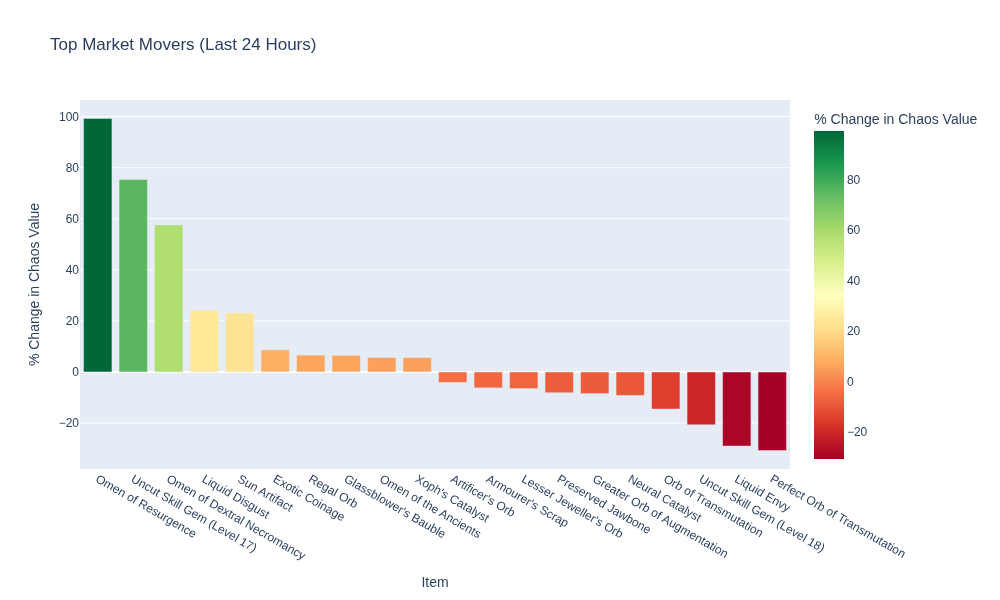 Top Market Movers (Last 24 Hours)
% Change in Chaos Value
100
80
60
40
20
0
−20
% Change in Chaos Value
80
60
40
20
0
−20
Omen of Resurgence
Uncut Skill Gem (Level 17)
Omen of Dextral Necromancy
Liquid Disgust
Sun Artifact
Exotic Coinage
Regal Orb
Glassblower's Bauble
Omen of the Ancients
Xoph's Catalyst
Artificer's Orb
Armourer's Scrap
Lesser Jeweller's Orb
Preserved Jawbone
Greater Orb of Augmentation
Neural Catalyst
Orb of Transmutation
Uncut Skill Gem (Level 18)
Liquid Envy
Perfect Orb of Transmutation
Item